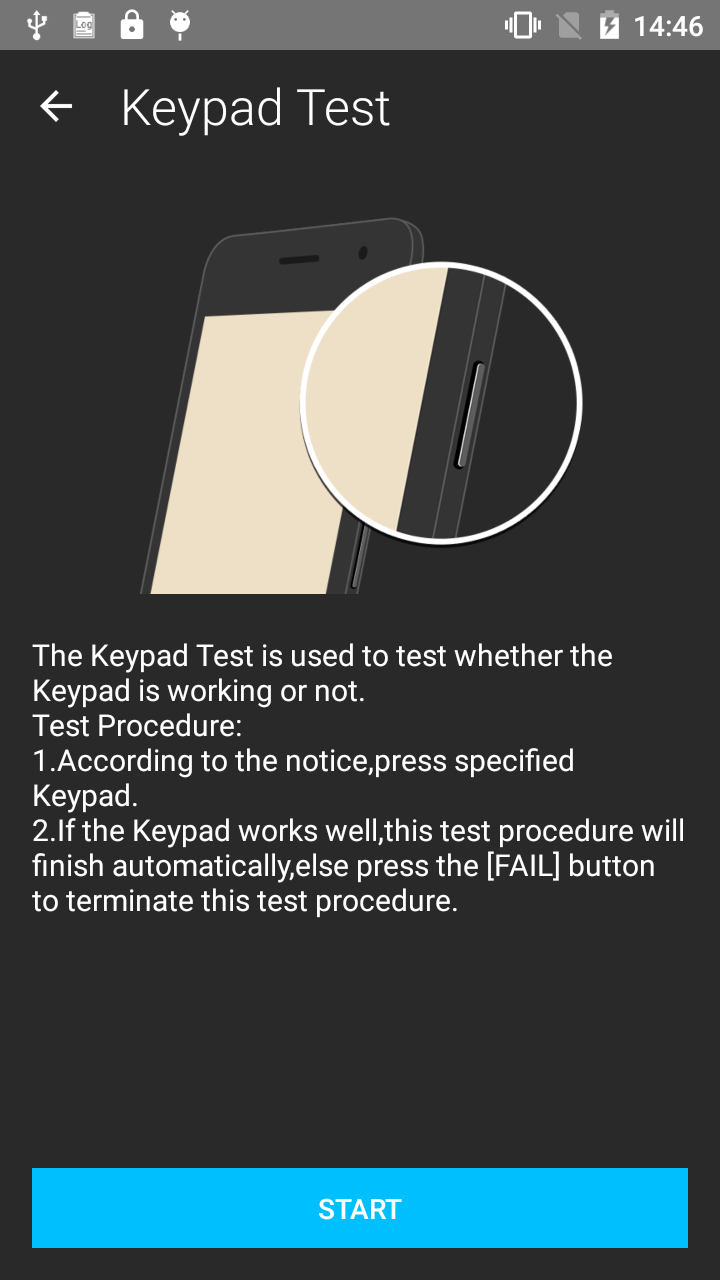 Log
14:46
Keypad Test
The Keypad Test is used to test whether the
Keypad is working or not.
Test Procedure:
1.According to the notice,press specified
Keypad.
2.If the Keypad works well,this test procedure will
finish automatically,else press the [FAIL] button
to terminate this test procedure.
START